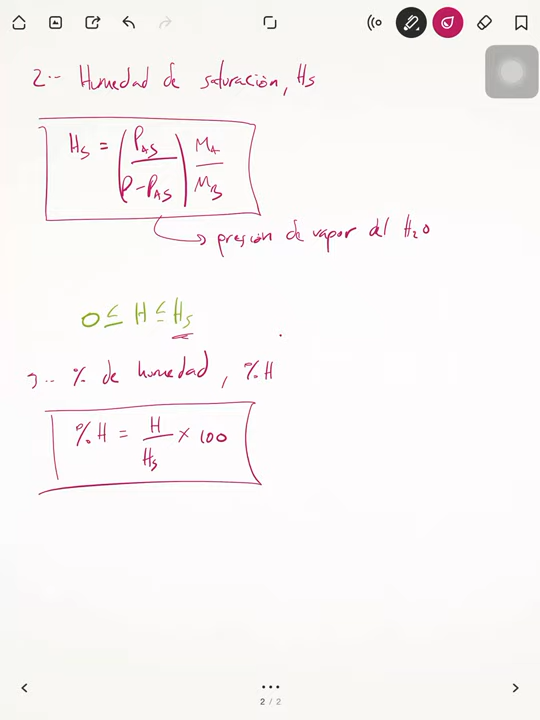 2.- Humedad de saturación, Hs
Hs = (PAS / P-PAS) MA / MB
presión de vapor del H2O
0 ≤ H ≤ Hs
3.- % de humedad, %H
%H = H / Hs × 100
2 / 2